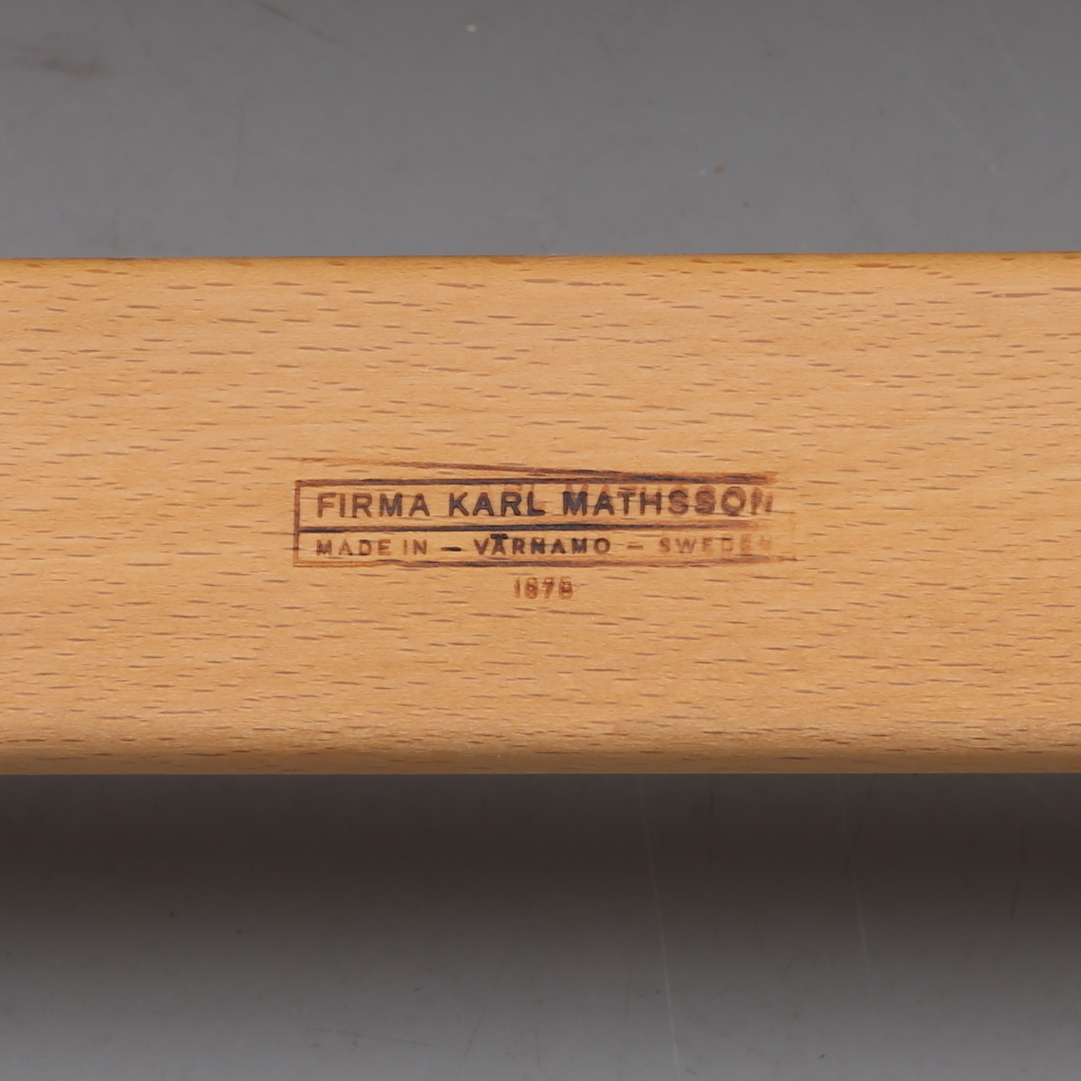 FIRMA KARL MATHSSON
MADE IN — VÄRNAMO — SWEDEN